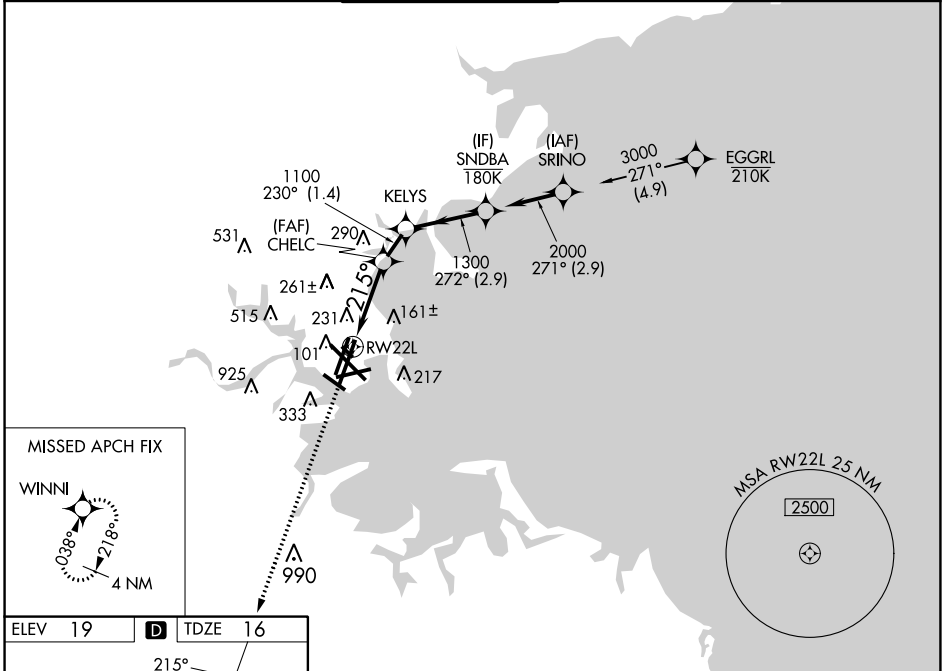 (IF)
SNDBA
180K
(IAF)
SRINO
3000
271°
(4.9)
EGGRL
210K
1100
230° (1.4)
KELYS
(FAF)
CHELC
290
531
1300
272° (2.9)
2000
271° (2.9)
215°
261±
515
231
161±
101
RW22L
925
217
333
MISSED APCH FIX
WINNI
038°
218°
4 NM
990
MSA RW22L 25 NM
2500
ELEV 19
D
TDZE 16
215°